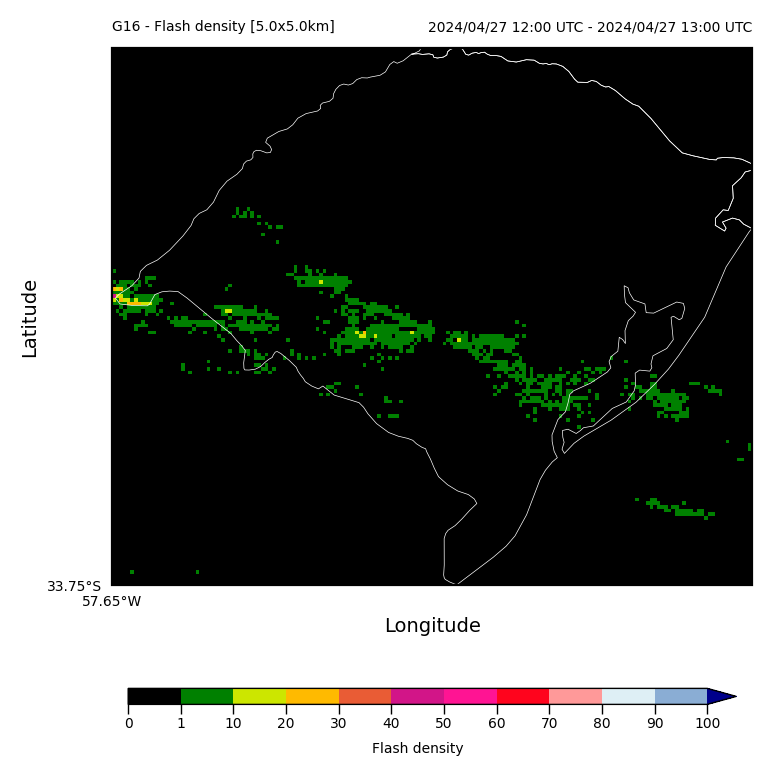 G16 - Flash density [5.0x5.0km]
2024/04/27 12:00 UTC - 2024/04/27 13:00 UTC
Latitude
33.75°S
57.65°W
Longitude
0 1 10 20 30 40 50 60 70 80 90 100
Flash density